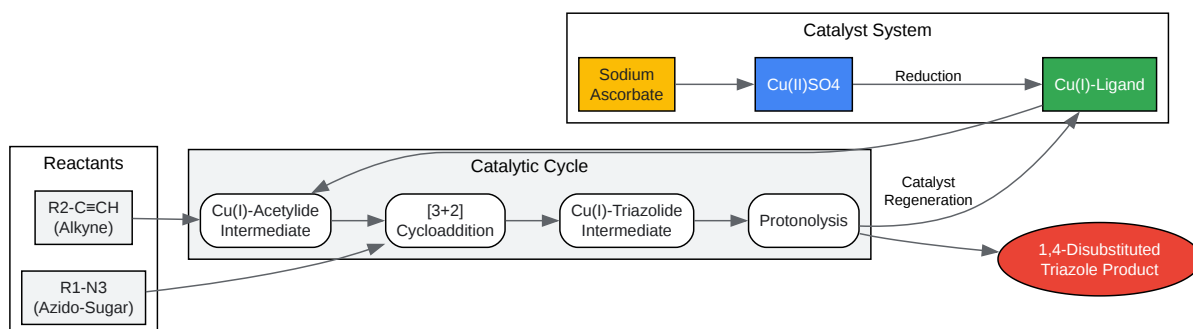 Catalyst System
Sodium
Ascorbate
Cu(II)SO4
Reduction
Cu(I)-Ligand
Reactants
R2-C≡CH
(Alkyne)
R1-N3
(Azido-Sugar)
Catalytic Cycle
Cu(I)-Acetylide
Intermediate
[3+2]
Cycloaddition
Cu(I)-Triazolide
Intermediate
Protonolysis
Catalyst
Regeneration
1,4-Disubstituted
Triazole Product